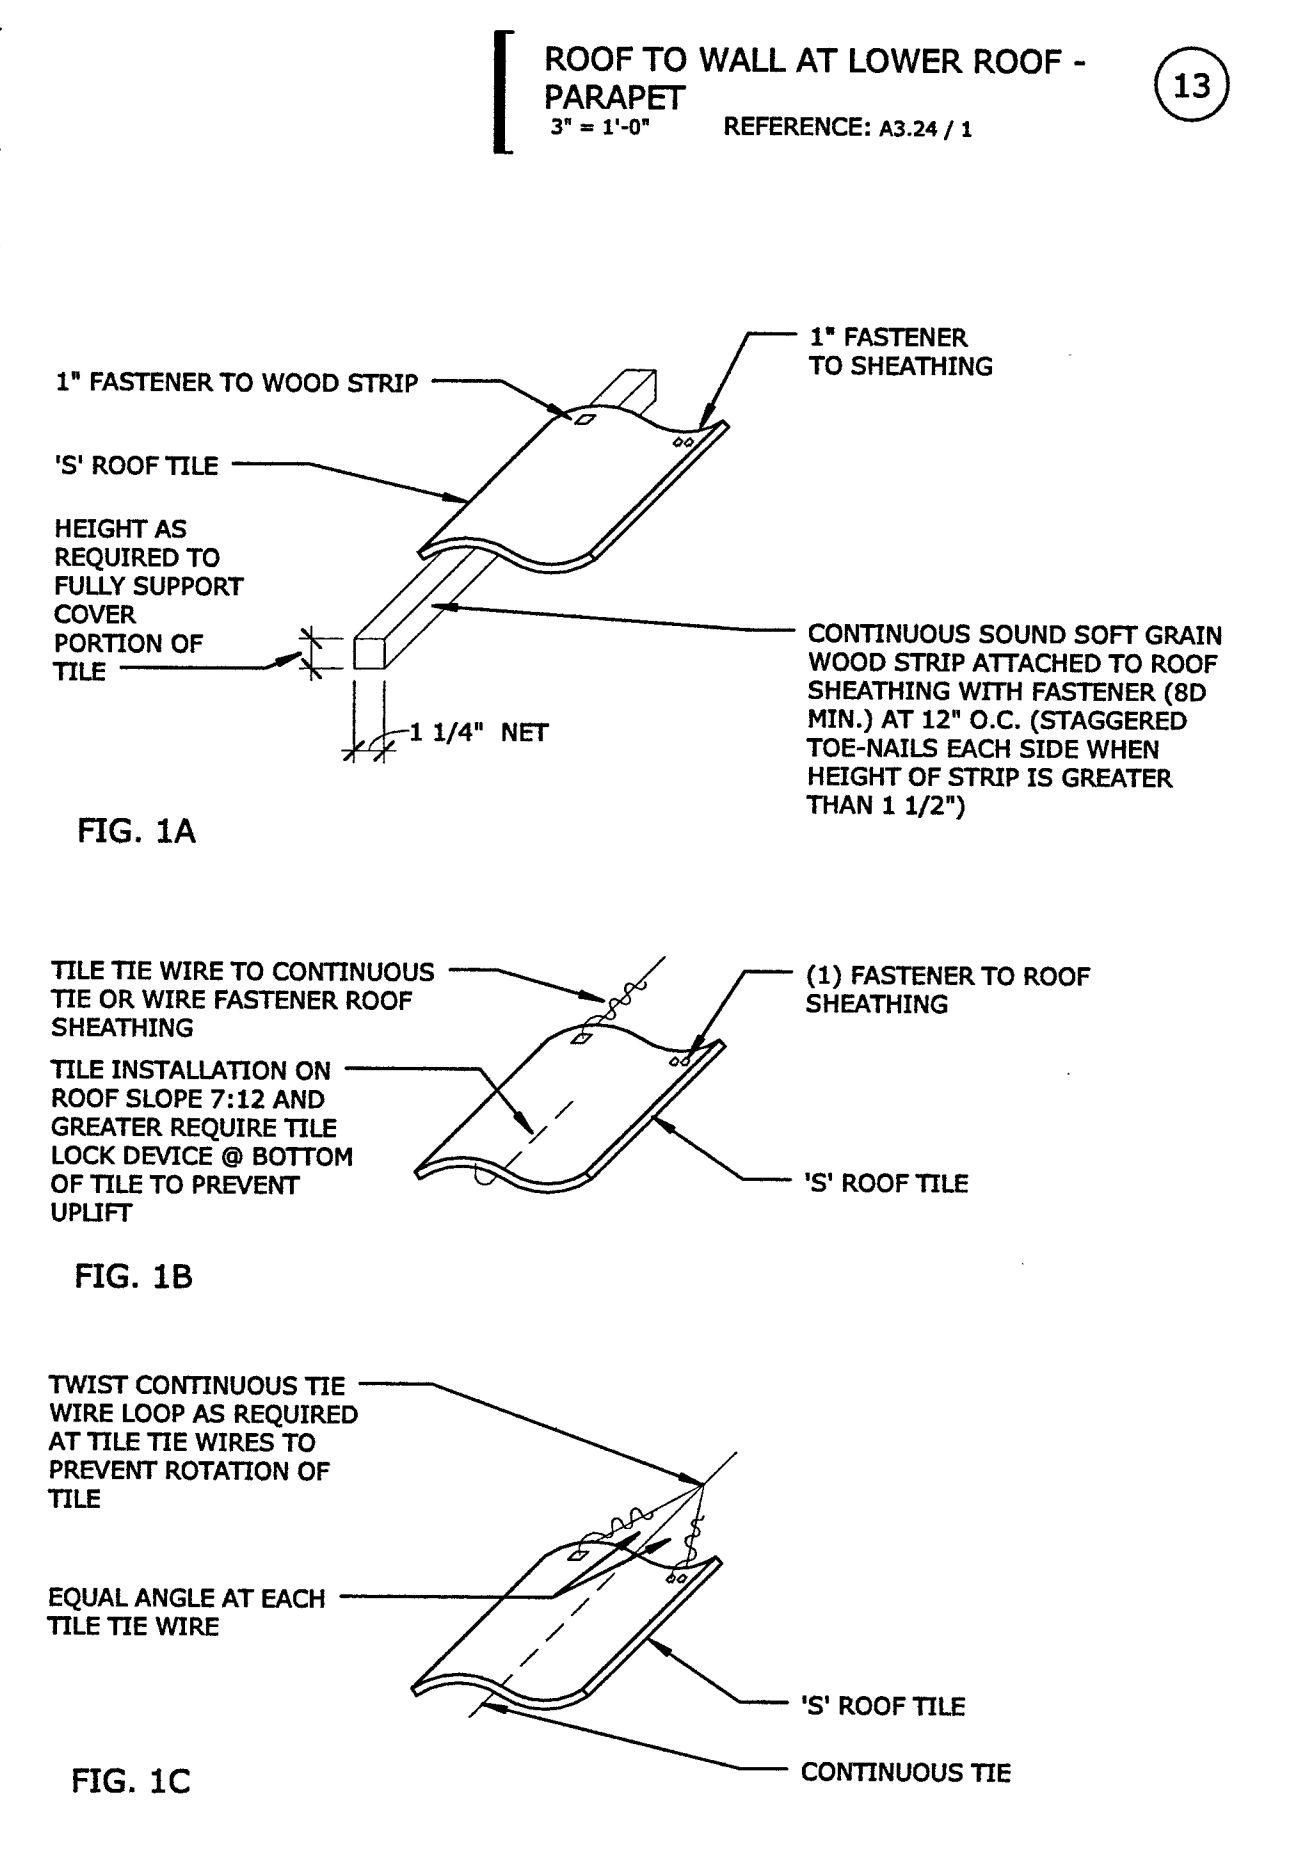 ROOF TO WALL AT LOWER ROOF -
PARAPET
3" = 1'-0" REFERENCE: A3.24 / 1
13
1" FASTENER
TO SHEATHING
1" FASTENER TO WOOD STRIP
'S' ROOF TILE
HEIGHT AS
REQUIRED TO
FULLY SUPPORT
COVER
PORTION OF
TILE
1 1/4" NET
CONTINUOUS SOUND SOFT GRAIN
WOOD STRIP ATTACHED TO ROOF
SHEATHING WITH FASTENER (8D
MIN.) AT 12" O.C. (STAGGERED
TOE-NAILS EACH SIDE WHEN
HEIGHT OF STRIP IS GREATER
THAN 1 1/2")
FIG. 1A
TILE TIE WIRE TO CONTINUOUS
TIE OR WIRE FASTENER ROOF
SHEATHING
(1) FASTENER TO ROOF
SHEATHING
TILE INSTALLATION ON
ROOF SLOPE 7:12 AND
GREATER REQUIRE TILE
LOCK DEVICE @ BOTTOM
OF TILE TO PREVENT
UPLIFT
'S' ROOF TILE
FIG. 1B
TWIST CONTINUOUS TIE
WIRE LOOP AS REQUIRED
AT TILE TIE WIRES TO
PREVENT ROTATION OF
TILE
EQUAL ANGLE AT EACH
TILE TIE WIRE
'S' ROOF TILE
CONTINUOUS TIE
FIG. 1C